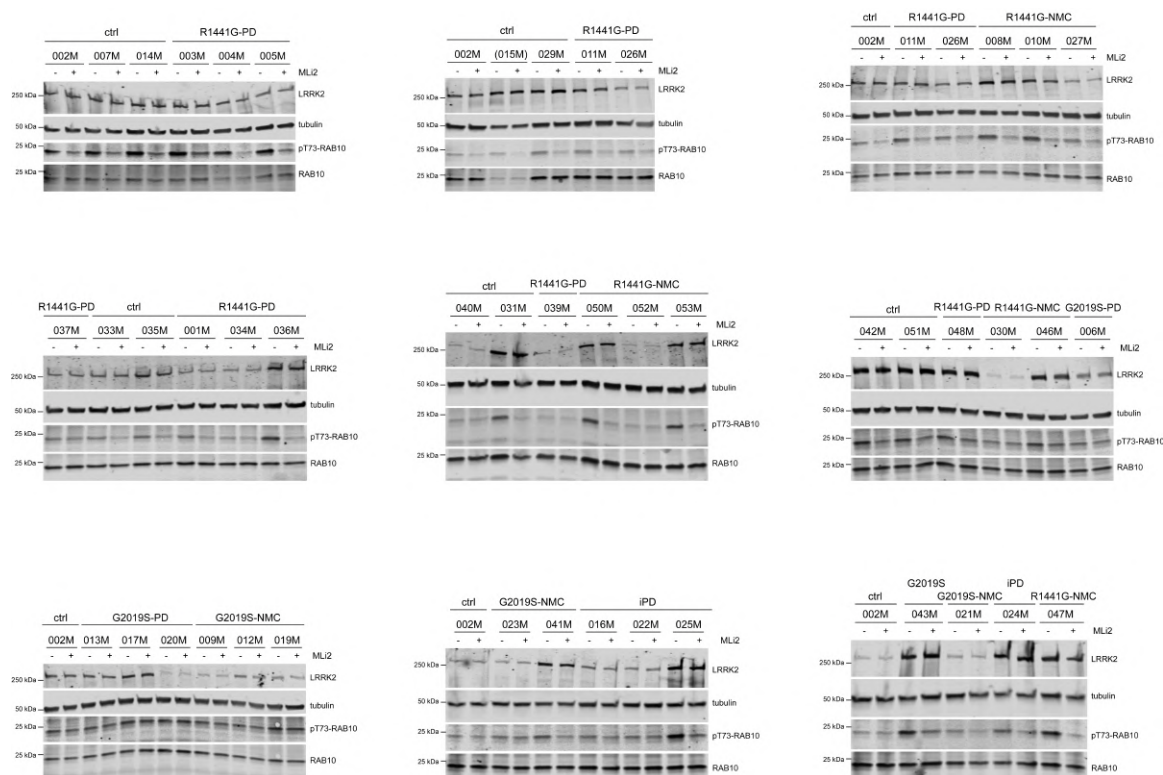 ctrl R1441G-PD
002M 007M 014M 003M 004M 005M
- + - + - + - + - + - + MLi2
250 kDa LRRK2
50 kDa tubulin
25 kDa pT73-RAB10
25 kDa RAB10
ctrl R1441G-PD
002M (015M) 029M 011M 026M
- + - + - + - + - + MLi2
250 kDa LRRK2
50 kDa tubulin
25 kDa pT73-RAB10
25 kDa RAB10
ctrl R1441G-PD R1441G-NMC
002M 011M 026M 008M 010M 027M
- + - + - + - + - + - +
MLi2
250 kDa LRRK2
50 kDa tubulin
25 kDa pT73-RAB10
25 kDa RAB10
R1441G-PD ctrl R1441G-PD
037M 033M 035M 001M 034M 036M
- + - + - + - + - + - + MLi2
250 kDa LRRK2
50 kDa tubulin
25 kDa pT73-RAB10
25 kDa RAB10
ctrl R1441G-PD R1441G-NMC
040M 031M 039M 050M 052M 053M
- + - + - + - + - + - + MLi2
250 kDa LRRK2
50 kDa tubulin
25 kDa pT73-RAB10
25 kDa RAB10
ctrl R1441G-PD R1441G-NMC G2019S-PD
042M 051M 048M 030M 046M 006M
- + - + - + - + - + - + MLi2
250 kDa LRRK2
50 kDa tubulin
25 kDa pT73-RAB10
25 kDa RAB10
ctrl G2019S-PD G2019S-NMC
002M 013M 017M 020M 009M 012M 019M
- + - + - + - + - + - + - + MLi2
250 kDa LRRK2
50 kDa tubulin
25 kDa pT73-RAB10
25 kDa RAB10
ctrl G2019S-NMC iPD
002M 023M 041M 016M 022M 025M
- + - + - + - + - + - + MLi2
250 kDa LRRK2
50 kDa tubulin
25 kDa pT73-RAB10
25 kDa RAB10
G2019S iPD
ctrl G2019S-NMC R1441G-NMC
002M 043M 021M 024M 047M
- + - + - + - + - + MLi2
250 kDa LRRK2
50 kDa tubulin
25 kDa pT73-RAB10
25 kDa RAB10